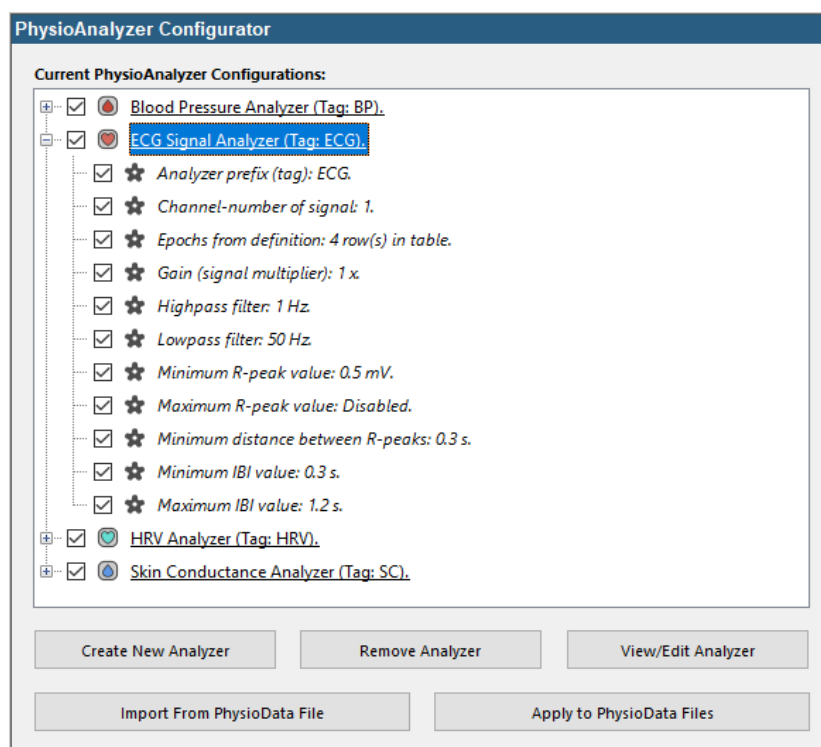 PhysioAnalyzer Configurator
Current PhysioAnalyzer Configurations:
Blood Pressure Analyzer (Tag: BP).
ECG Signal Analyzer (Tag: ECG).
Analyzer prefix (tag): ECG.
Channel-number of signal: 1.
Epochs from definition: 4 row(s) in table.
Gain (signal multiplier): 1 x.
Highpass filter: 1 Hz.
Lowpass filter: 50 Hz.
Minimum R-peak value: 0.5 mV.
Maximum R-peak value: Disabled.
Minimum distance between R-peaks: 0.3 s.
Minimum IBI value: 0.3 s.
Maximum IBI value: 1.2 s.
HRV Analyzer (Tag: HRV).
Skin Conductance Analyzer (Tag: SC).
Create New Analyzer
Remove Analyzer
View/Edit Analyzer
Import From PhysioData File
Apply to PhysioData Files